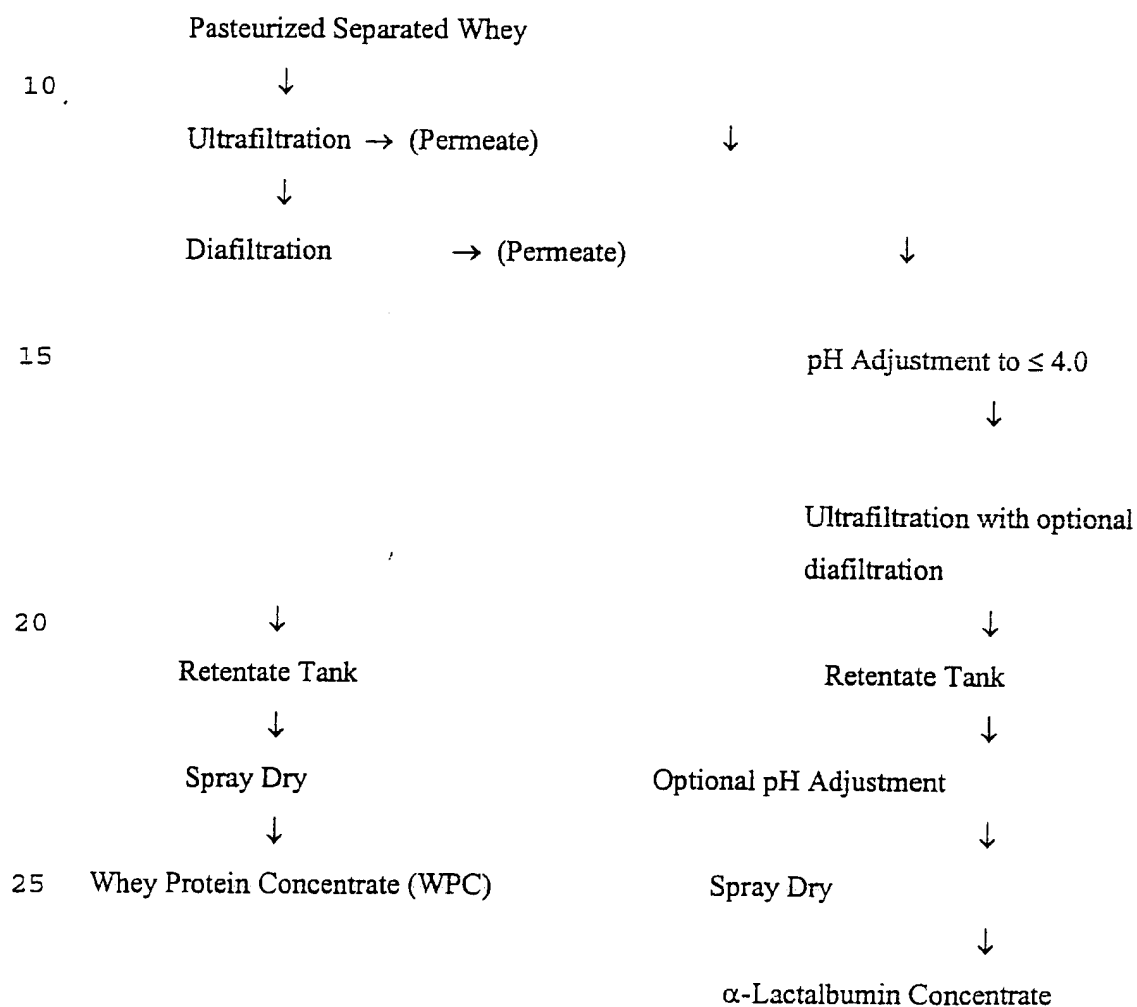 Pasteurized Separated Whey
10 ↓
Ultrafiltration → (Permeate) ↓
↓
Diafiltration → (Permeate) ↓
15 pH Adjustment to ≤ 4.0
↓
Ultrafiltration with optional
diafiltration
20 ↓ ↓
Retentate Tank Retentate Tank
↓ ↓
Spray Dry Optional pH Adjustment
↓ ↓
25 Whey Protein Concentrate (WPC) Spray Dry
↓
α-Lactalbumin Concentrate